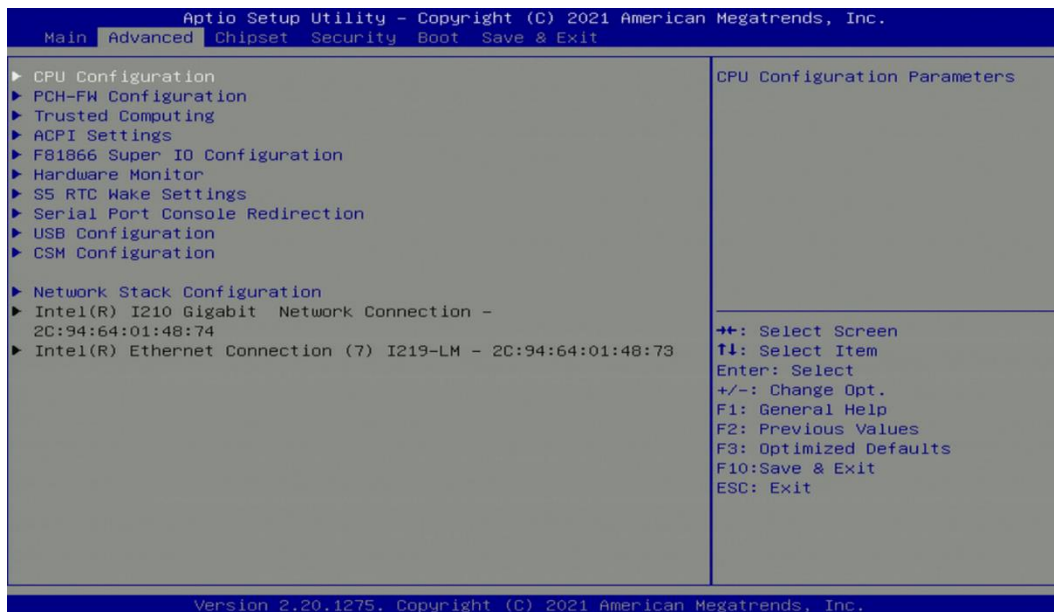 Aptio Setup Utility – Copyright (C) 2021 American Megatrends, Inc.
Main Advanced Chipset Security Boot Save & Exit
▶ CPU Configuration
▶ PCH-FW Configuration
▶ Trusted Computing
▶ ACPI Settings
▶ F81866 Super IO Configuration
▶ Hardware Monitor
▶ S5 RTC Wake Settings
▶ Serial Port Console Redirection
▶ USB Configuration
▶ CSM Configuration
▶ Network Stack Configuration
▶ Intel(R) I210 Gigabit  Network Connection –
2C:94:64:01:48:74
▶ Intel(R) Ethernet Connection (7) I219-LM – 2C:94:64:01:48:73
CPU Configuration Parameters
→←: Select Screen
↑↓: Select Item
Enter: Select
+/-: Change Opt.
F1: General Help
F2: Previous Values
F3: Optimized Defaults
F10:Save & Exit
ESC: Exit
Version 2.20.1275. Copyright (C) 2021 American Megatrends, Inc.